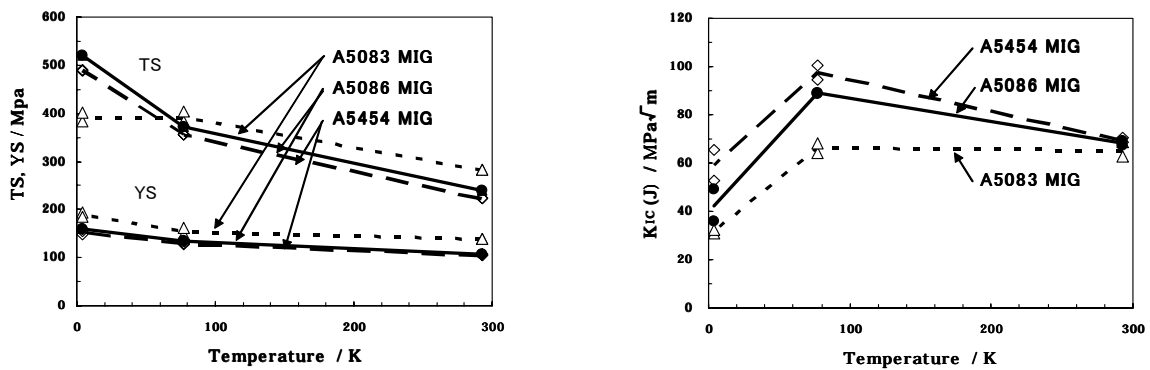 600
500
400
300
200
100
0
TS, YS / Mpa
TS
YS
A5083 MIG
A5086 MIG
A5454 MIG
0
100
200
300
Temperature / K
120
100
80
60
40
20
0
KIC (J) / MPa√m
A5454 MIG
A5086 MIG
A5083 MIG
0
100
200
300
Temperature / K